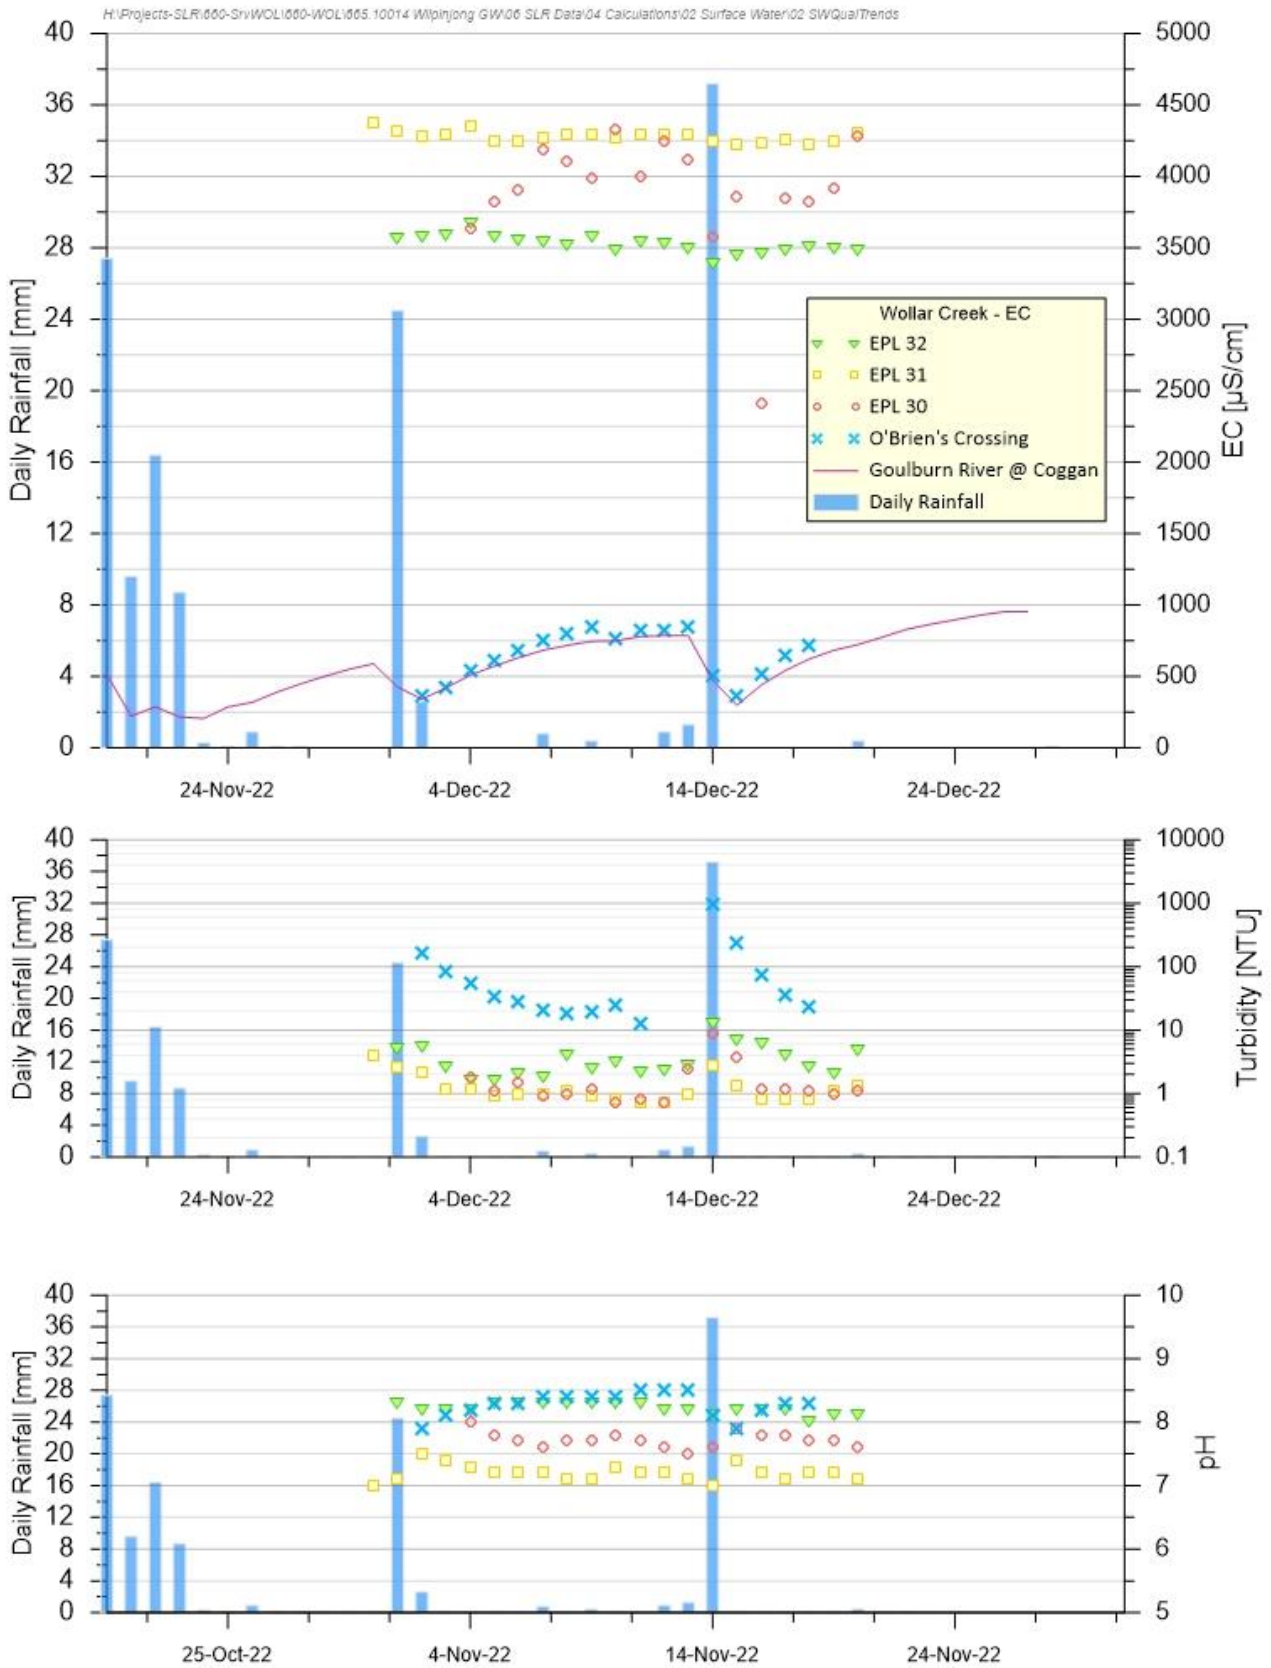 H:\Projects-SLR\660-SrvWOL\660-WOL\665.10014 Wilpinjong GW\06 SLR Data\04 Calculations\02 Surface Water\02 SWQualTrends
40 5000
36 4500
32 4000
28 3500
24 3000
20 2500
16 2000
12 1500
8 1000
4 500
0 0
Daily Rainfall [mm]
EC [µS/cm]
Wollar Creek - EC
EPL 32
EPL 31
EPL 30
O'Brien's Crossing
Goulburn River @ Coggan
Daily Rainfall
24-Nov-22 4-Dec-22 14-Dec-22 24-Dec-22
40 10000
36
32 1000
28
24 100
20
16 10
12
8 1
4
0 0.1
Daily Rainfall [mm]
Turbidity [NTU]
24-Nov-22 4-Dec-22 14-Dec-22 24-Dec-22
40 10
36
32 9
28
24 8
20
16 7
12
8 6
4
0 5
Daily Rainfall [mm]
pH
25-Oct-22 4-Nov-22 14-Nov-22 24-Nov-22